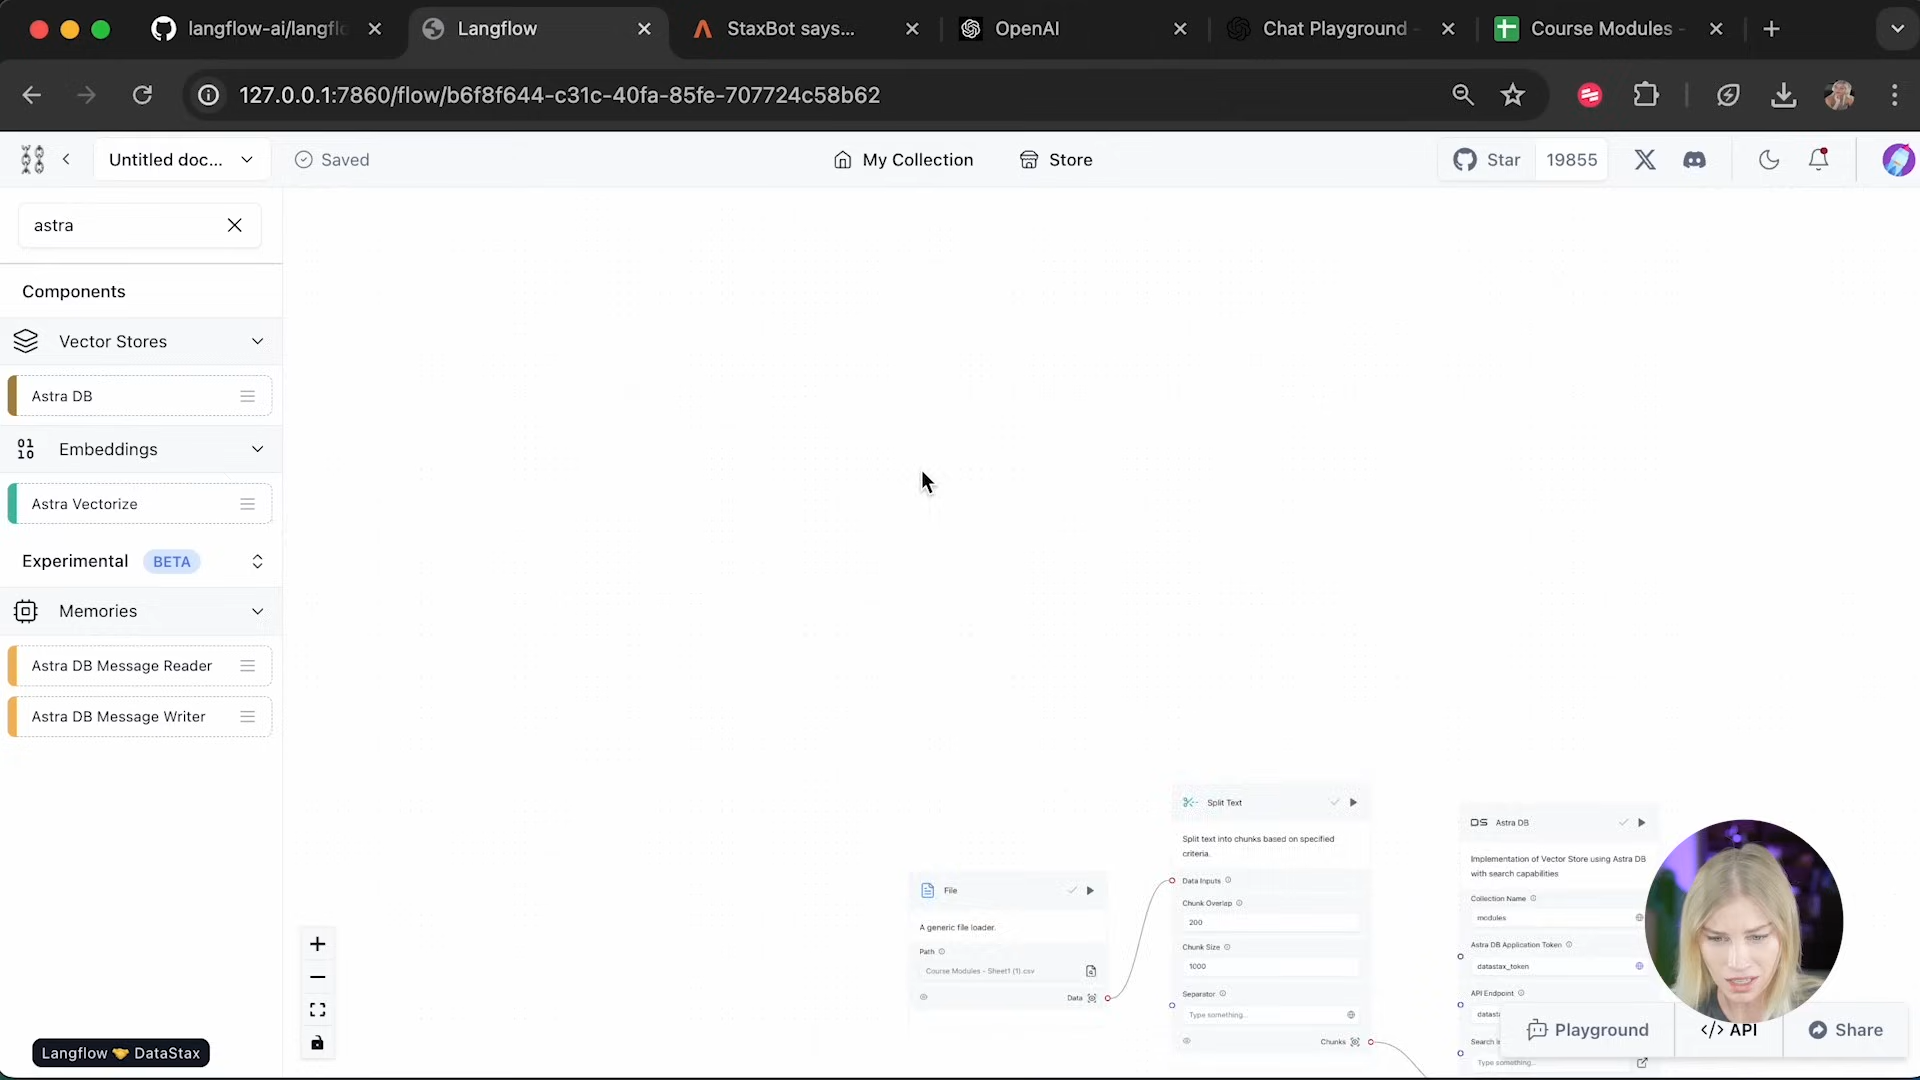 langflow-ai/langflo
Langflow
StaxBot says...
OpenAI
Chat Playground -
Course Modules -
127.0.0.1:7860/flow/b6f8f644-c31c-40fa-85fe-707724c58b62
Untitled doc...
Saved
My Collection
Store
Star
19855
astra
Components
Vector Stores
Astra DB
Embeddings
Astra Vectorize
Experimental
BETA
Memories
Astra DB Message Reader
Astra DB Message Writer
Langflow 🤝 DataStax
File
A generic file loader.
Path
Course Modules - Sheet1 (1).csv
Data
Split Text
Split text into chunks based on specified
criteria.
Data Inputs
Chunk Overlap
200
Chunk Size
1000
Separator
Type something...
Chunks
DS Astra DB
Implementation of Vector Store using Astra DB
with search capabilities
Collection Name
modules
Astra DB Application Token
datastax_token
API Endpoint
Type something...
Playground
</> API
Share